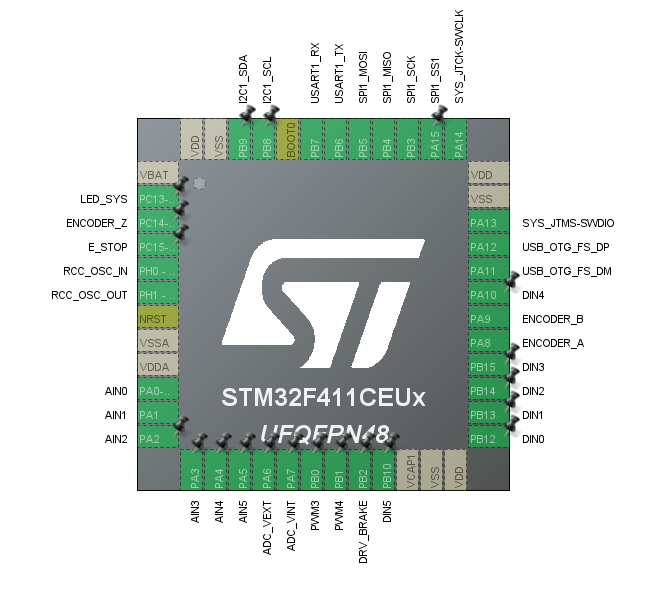 I2C1_SDA
I2C1_SCL
USART1_RX
USART1_TX
SPI1_MOSI
SPI1_MISO
SPI1_SCK
SPI1_SS1
SYS_JTCK-SWCLK
VDD
VSS
PB9
PB8
BOOT0
PB7
PB6
PB5
PB4
PB3
PA15
PA14
VBAT
VDD
VSS
LED_SYS PC13-..
PA13 SYS_JTMS-SWDIO
ENCODER_Z PC14-..
PA12 USB_OTG_FS_DP
E_STOP PC15-..
PA11 USB_OTG_FS_DM
RCC_OSC_IN PH0 - ..
PA10 DIN4
RCC_OSC_OUT PH1 - ..
PA9 ENCODER_B
NRST
PA8 ENCODER_A
VSSA
PB15 DIN3
VDDA
PB14 DIN2
AIN0 PA0-..
PB13 DIN1
AIN1 PA1
PB12 DIN0
AIN2 PA2
ST
STM32F411CEUx
UFQFPN48
PA3
PA4
PA5
PA6
PA7
PB0
PB1
PB2
PB10
VCAP1
VSS
VDD
AIN3
AIN4
AIN5
ADC_VEXT
ADC_VINT
PWM3
PWM4
DRV_BRAKE
DIN5